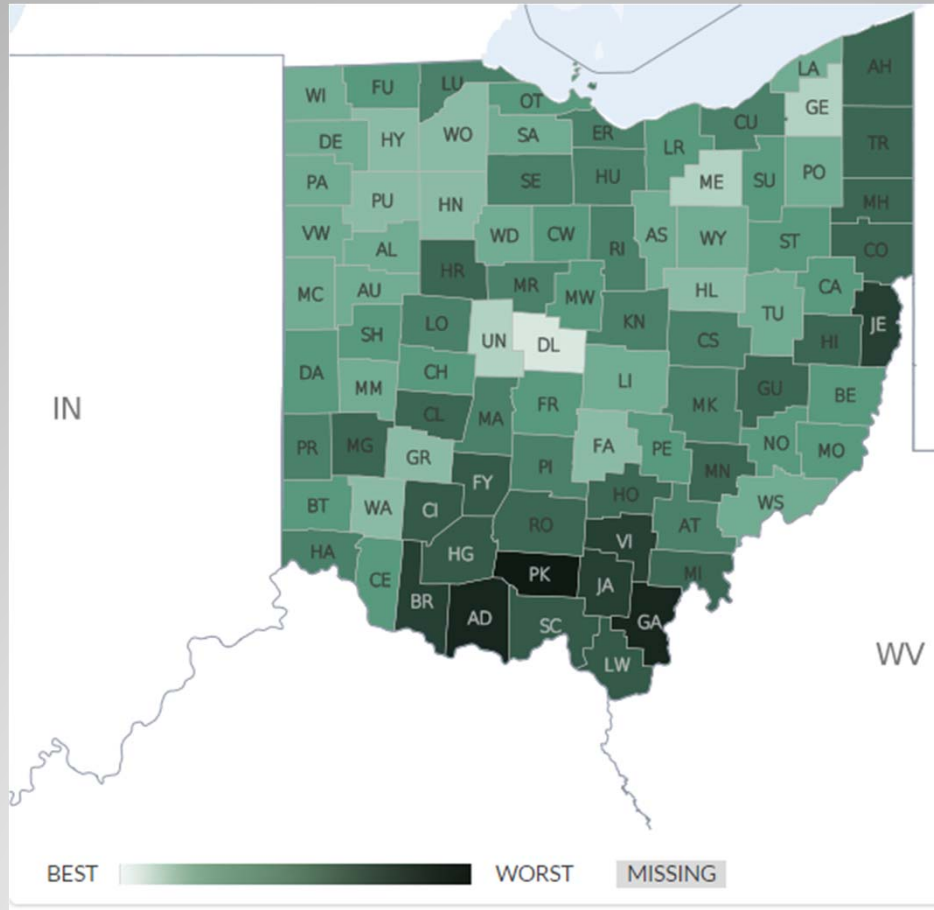 LA AH
WI FU LU OT GE
CU
DE HY WO SA ER LR TR
PA SE HU ME SU PO
PU HN MH
VW AL WD CW RI AS WY ST CO
MC AU HR MR MW HL TU CA
SH LO UN DL KN CS HI JE
DA MM CH LI GU BE
IN CL MA FR MK
PR MG GR FA PE NO MO
PI MN
BT WA CI FY HO WS
RO AT
HA HG VI
CE PK JA MI
BR AD SC GA
WV
LW
BEST WORST MISSING